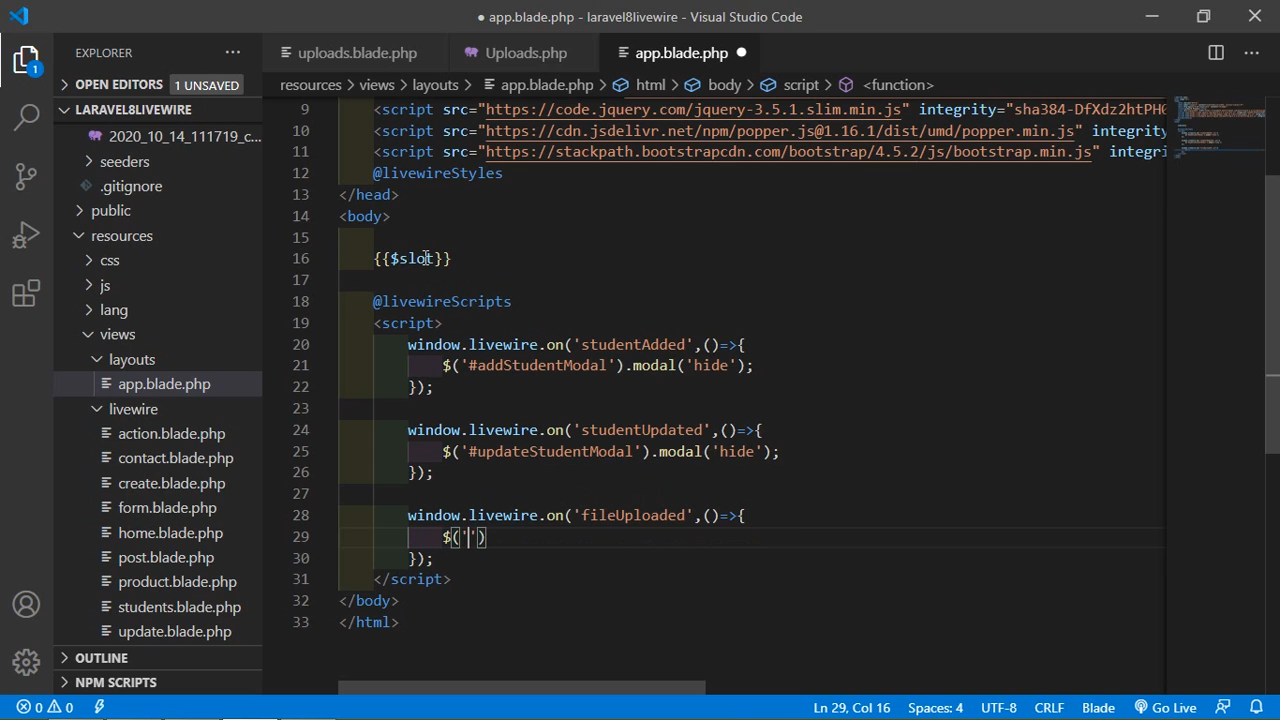 ● app.blade.php - laravel8livewire - Visual Studio Code
EXPLORER
uploads.blade.php
Uploads.php
app.blade.php
1
OPEN EDITORS 1 UNSAVED
resources > views > layouts > app.blade.php > html > body > script > <function>
LARAVEL8LIVEWIRE
2020_10_14_111719_c...
seeders
.gitignore
public
resources
css
js
lang
views
layouts
app.blade.php
livewire
action.blade.php
contact.blade.php
create.blade.php
form.blade.php
home.blade.php
post.blade.php
product.blade.php
students.blade.php
update.blade.php
OUTLINE
NPM SCRIPTS
9 <script src="https://code.jquery.com/jquery-3.5.1.slim.min.js" integrity="sha384-DfXdz2htPH
10 <script src="https://cdn.jsdelivr.net/npm/popper.js@1.16.1/dist/umd/popper.min.js" integrity
11 <script src="https://stackpath.bootstrapcdn.com/bootstrap/4.5.2/js/bootstrap.min.js" integri
12 @livewireStyles
13 </head>
14 <body>
15
16 {{$slot}}
17
18 @livewireScripts
19 <script>
20 window.livewire.on('studentAdded',()=>{
21 $('#addStudentModal').modal('hide');
22 });
23
24 window.livewire.on('studentUpdated',()=>{
25 $('#updateStudentModal').modal('hide');
26 });
27
28 window.livewire.on('fileUploaded',()=>{
29 $('')
30 });
31 </script>
32 </body>
33 </html>
0 0 Ln 29, Col 16 Spaces: 4 UTF-8 CRLF Blade Go Live